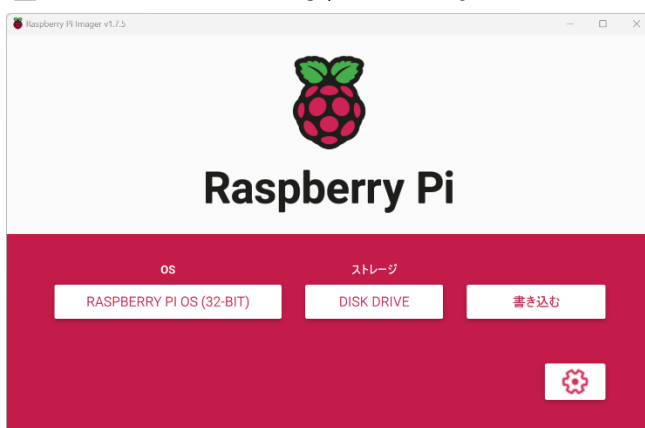 Raspberry Pi Imager v1.7.5
Raspberry Pi
OS
ストレージ
RASPBERRY PI OS (32-BIT)
DISK DRIVE
書き込む